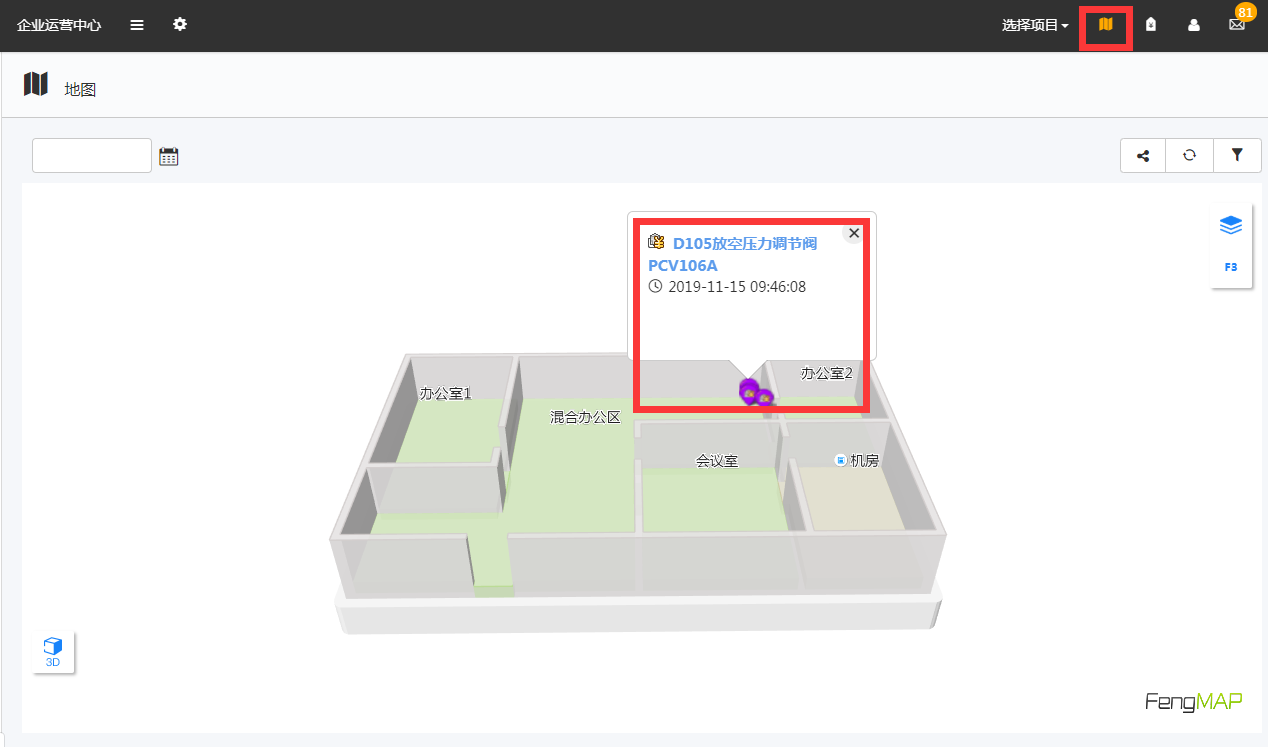 企业运营中心
选择项目
81
地图
D105放空压力调节阀
PCV106A
2019-11-15 09:46:08
F3
办公室1
办公室2
混合办公区
会议室
机房
3D
FengMAP